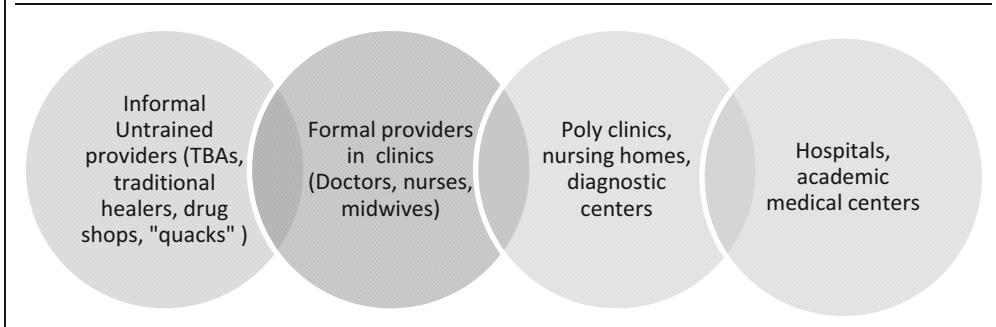 Informal
Untrained
providers (TBAs,
traditional
healers, drug
shops, "quacks" )
Formal providers
in clinics
(Doctors, nurses,
midwives)
Poly clinics,
nursing homes,
diagnostic
centers
Hospitals,
academic
medical centers